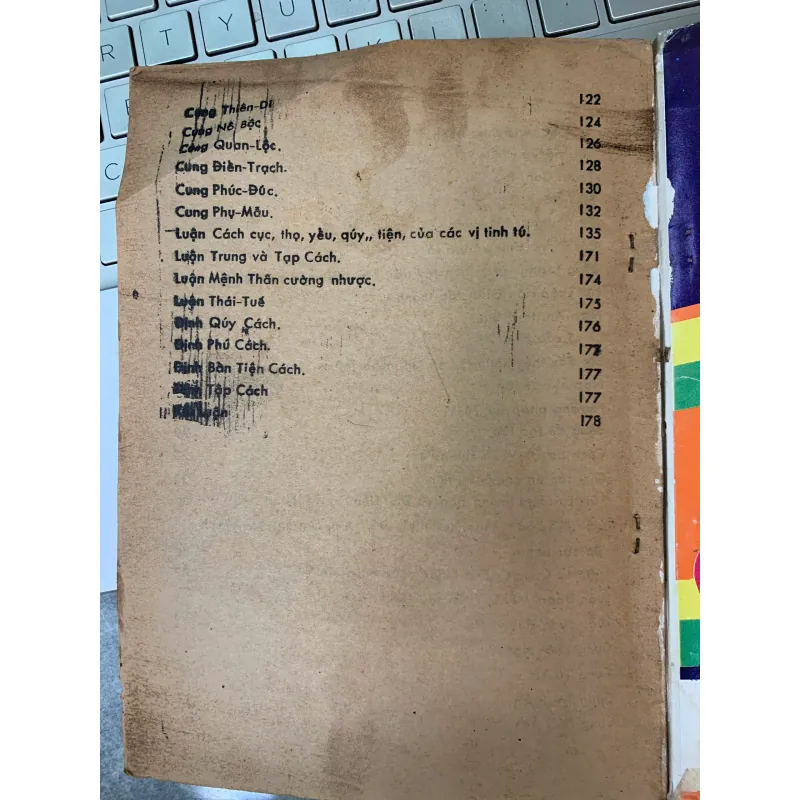 Cung Thiên-Di 122
Cung Nô Bộc 124
Cung Quan-Lộc. 126
Cung Điền-Trạch. 128
Cung Phúc-Đức. 130
Cung Phụ-Mẫu. 132
Luận Cách cục, thọ, yểu, qúy,, tiện, của các vị tinh tú. 135
Luận Trung và Tạp Cách. 171
Luận Mệnh Thân cường nhược. 174
Luận Thái-Tuế 175
Định Qúy Cách. 176
Định Phú Cách. 177
Định Bần Tiện Cách. 177
Định Tạp Cách 177
Kết Luận 178
R T Y U